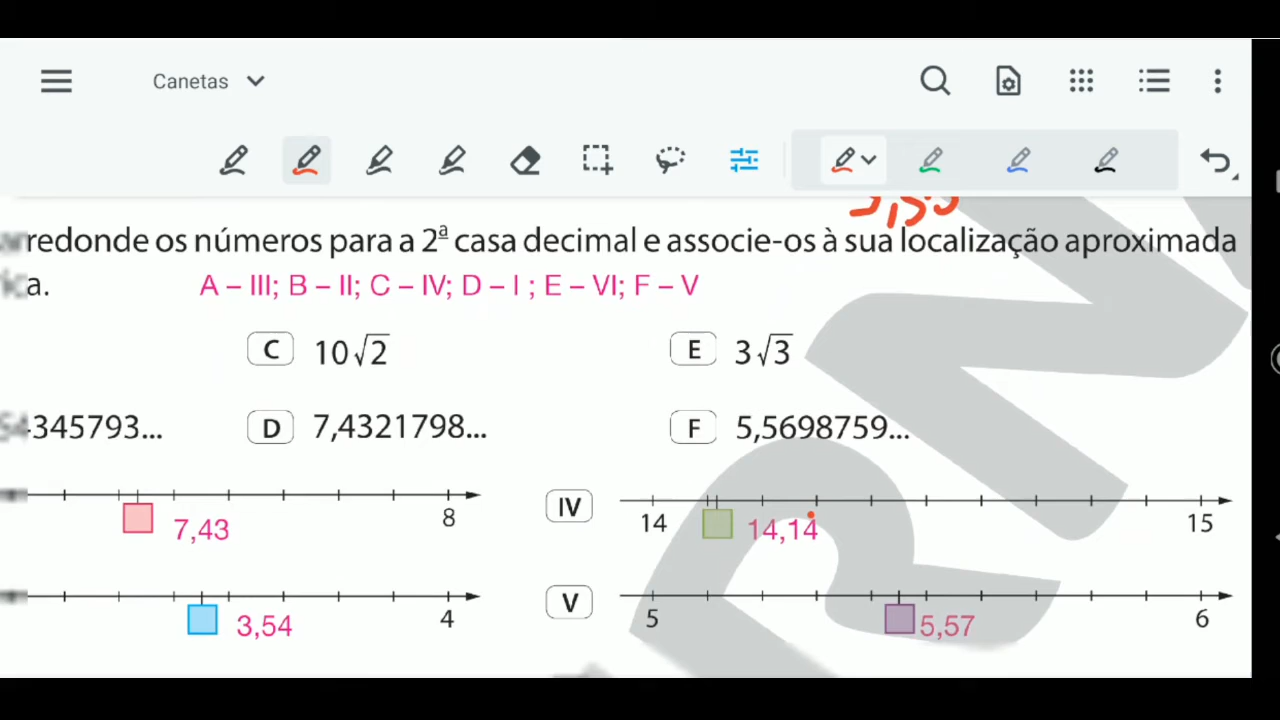 Canetas
redonde os números para a 2ª casa decimal e associe-os à sua localização aproximada
a. A – III; B – II; C – IV; D – I ; E – VI; F – V
C 10√2 E 3√3
4345793... D 7,4321798... F 5,5698759...
8 7,43 IV 14 14,14 15
3,54 4 V 5 5,57 6